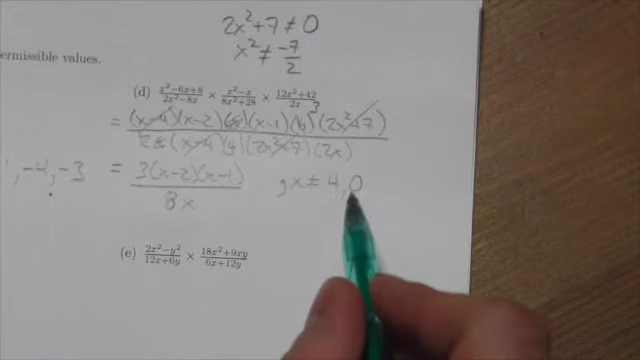 2x² + 7 ≠ 0
x² ≠ -7/2
ermissible values.
(d) (x²−6x+8)/(2x²−8x) × (x²−x)/(8x²+28) × (12x²+42)/(2x)
= (x-4)(x-2)(x)(x-1)(6)(2x²+7) 3
2x(x-4)(4)(2x²+7)(2x)
, -4, -3
= 3(x-2)(x-1)/8x , x ≠ 4, 0
(e) (2x²−y²)/(12x+6y) × (18x²+9xy)/(6x+12y)